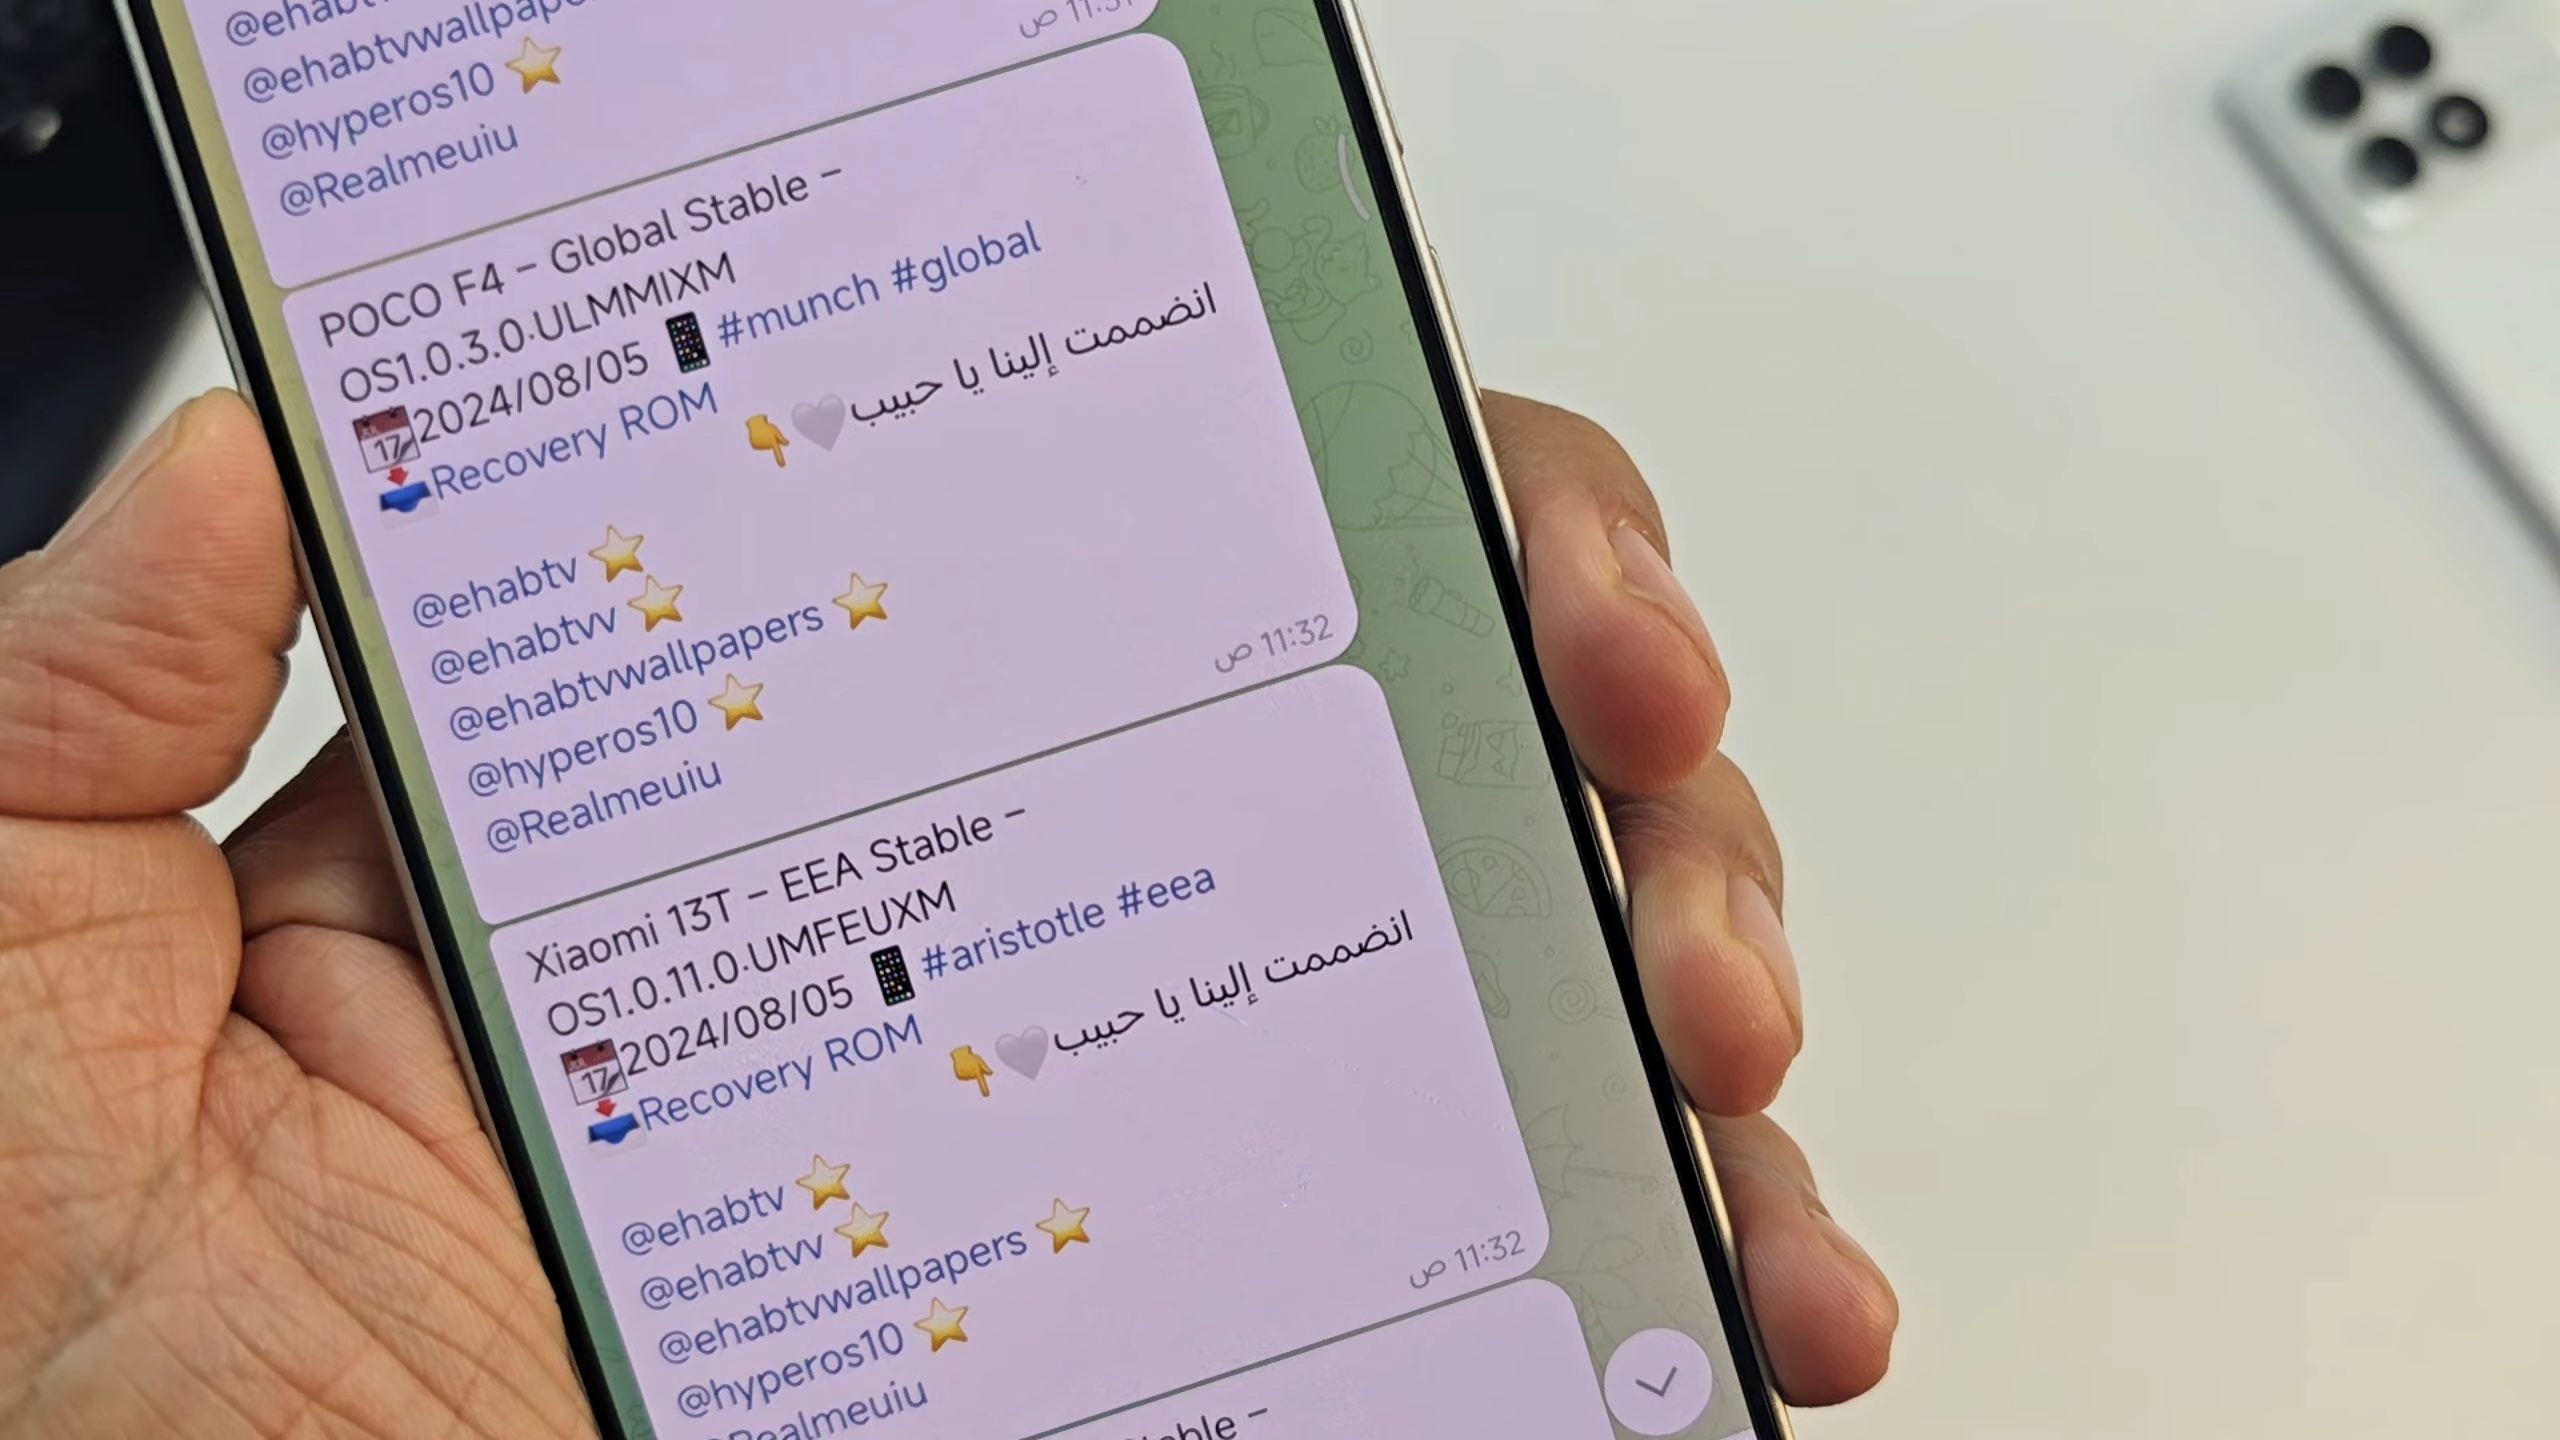 @ehabtvwallpape
@hyperos10 ⭐
@Realmeuiu
11:31 ص
POCO F4 – Global Stable –
OS1.0.3.0.ULMMIXM
📅2024/08/05 📱 #munch #global
📥Recovery ROM
انضممت إلينا يا حبيب🤍👇
@ehabtv ⭐
@ehabtvv ⭐
@ehabtvwallpapers ⭐
@hyperos10 ⭐
@Realmeuiu
11:32 ص
Xiaomi 13T – EEA Stable –
OS1.0.11.0.UMFEUXM
📅2024/08/05 📱 #aristotle #eea
📥Recovery ROM
انضممت إلينا يا حبيب🤍👇
@ehabtv ⭐
@ehabtvv ⭐
@ehabtvwallpapers ⭐
@hyperos10 ⭐
Realmeuiu
11:32 ص